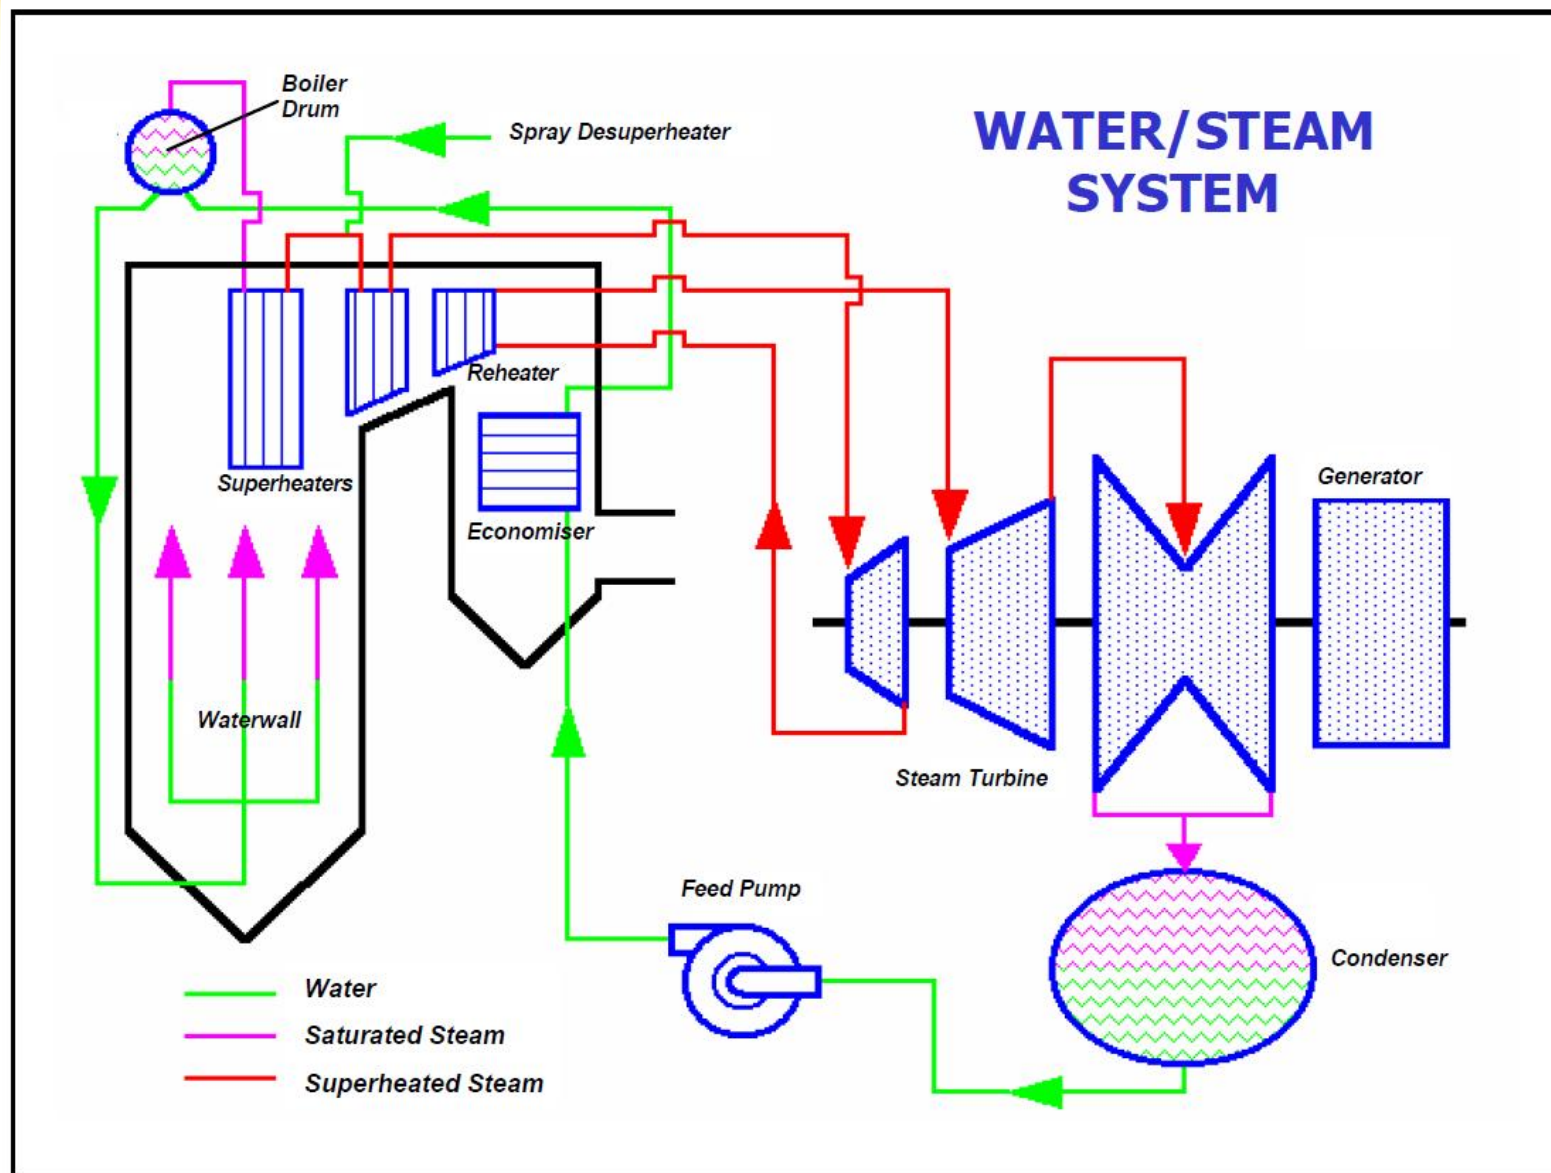 Boiler
Drum
Spray Desuperheater
WATER/STEAM
SYSTEM
Reheater
Superheaters
Economiser
Generator
Waterwall
Steam Turbine
Feed Pump
Condenser
Water
Saturated Steam
Superheated Steam